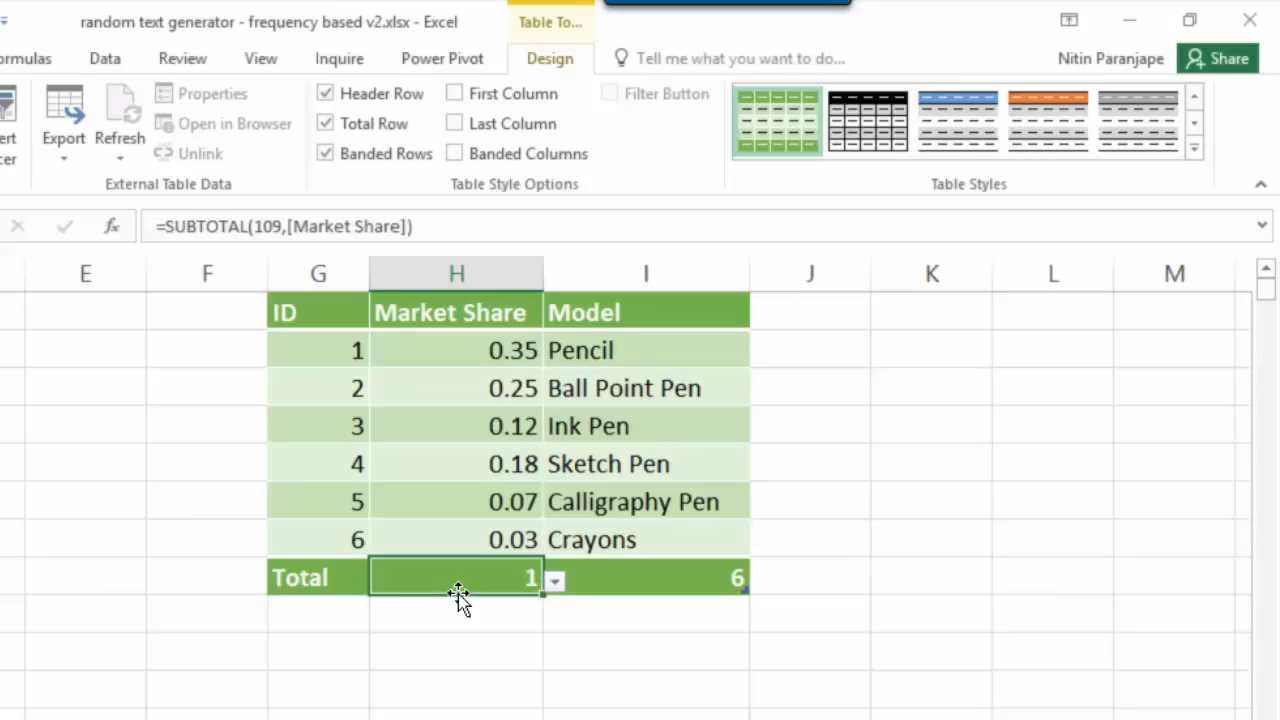 random text generator - frequency based v2.xlsx - Excel
Table To...
Data Review View Inquire Power Pivot Design Tell me what you want to do...
Nitin Paranjape Share
Export
Refresh
Properties
Open in Browser
Unlink
External Table Data
Header Row First Column Filter Button
Total Row Last Column
Banded Rows Banded Columns
Table Style Options
Table Styles
fx =SUBTOTAL(109,[Market Share])
E F G H I J K L M
ID Market Share Model
1 0.35 Pencil
2 0.25 Ball Point Pen
3 0.12 Ink Pen
4 0.18 Sketch Pen
5 0.07 Calligraphy Pen
6 0.03 Crayons
Total 1 6